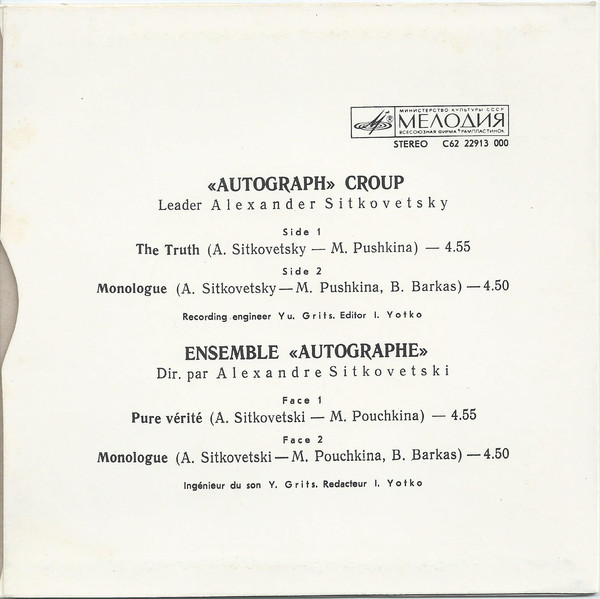 МИНИСТЕРСТВО КУЛЬТУРЫ СССР
МЕЛОДИЯ
ВСЕСОЮЗНАЯ ФИРМА ГРАМПЛАСТИНОК
STEREO C62 22913 000
«AUTOGRAPH» CROUP
Leader Alexander Sitkovetsky
Side 1
The Truth (A. Sitkovetsky — M. Pushkina) — 4.55
Side 2
Monologue (A. Sitkovetsky — M. Pushkina, B. Barkas) — 4.50
Recording engineer Yu. Grits. Editor I. Yotko
ENSEMBLE «AUTOGRAPHE»
Dir. par Alexandre Sitkovetski
Face 1
Pure vérité (A. Sitkovetski — M. Pouchkina) — 4.55
Face 2
Monologue (A. Sitkovetski — M. Pouchkina, B. Barkas) — 4.50
Ingénieur du son Y. Grits. Redacteur I. Yotko